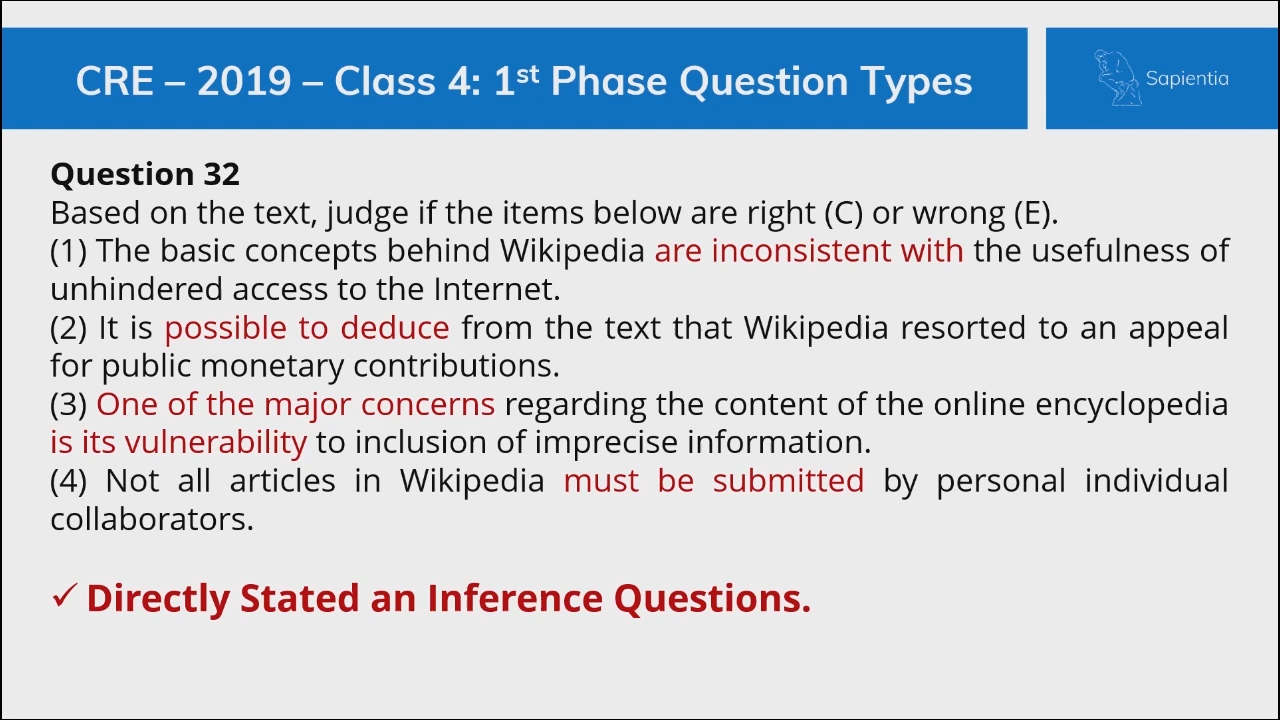 CRE – 2019 – Class 4: 1st Phase Question Types
Sapientia
Question 32
Based on the text, judge if the items below are right (C) or wrong (E).
(1) The basic concepts behind Wikipedia are inconsistent with the usefulness of
unhindered access to the Internet.
(2) It is possible to deduce from the text that Wikipedia resorted to an appeal
for public monetary contributions.
(3) One of the major concerns regarding the content of the online encyclopedia
is its vulnerability to inclusion of imprecise information.
(4) Not all articles in Wikipedia must be submitted by personal individual
collaborators.
✓ Directly Stated an Inference Questions.